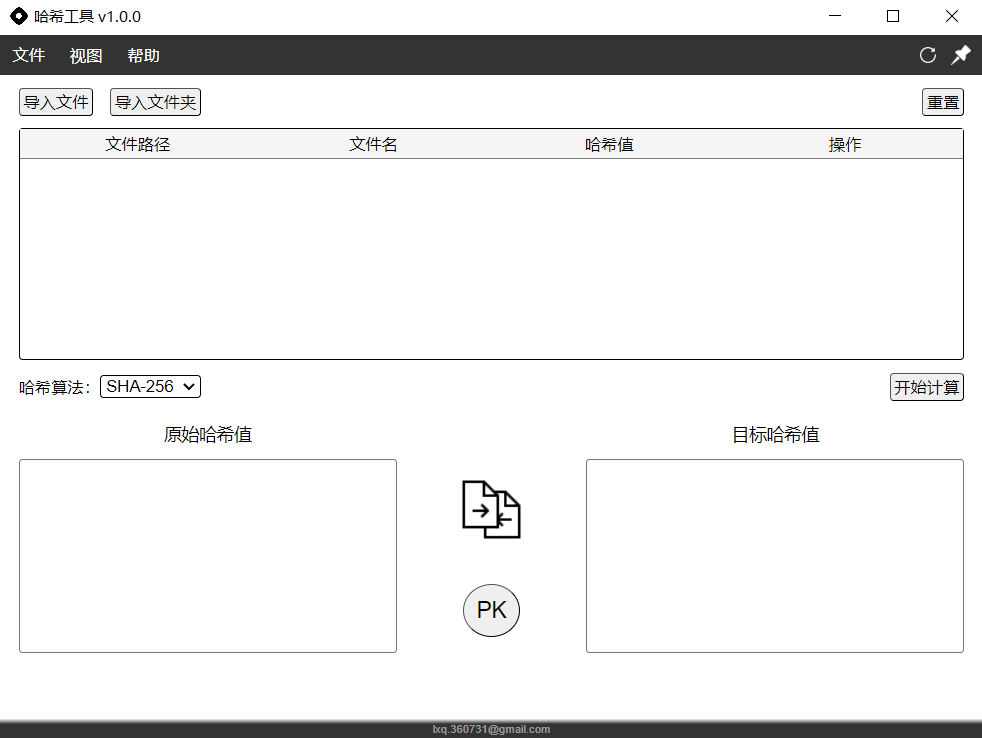 哈希工具 v1.0.0
文件 视图 帮助
导入文件 导入文件夹 重置
文件路径 文件名 哈希值 操作
哈希算法： SHA-256 开始计算
原始哈希值 目标哈希值
PK
lxq.360731@gmail.com